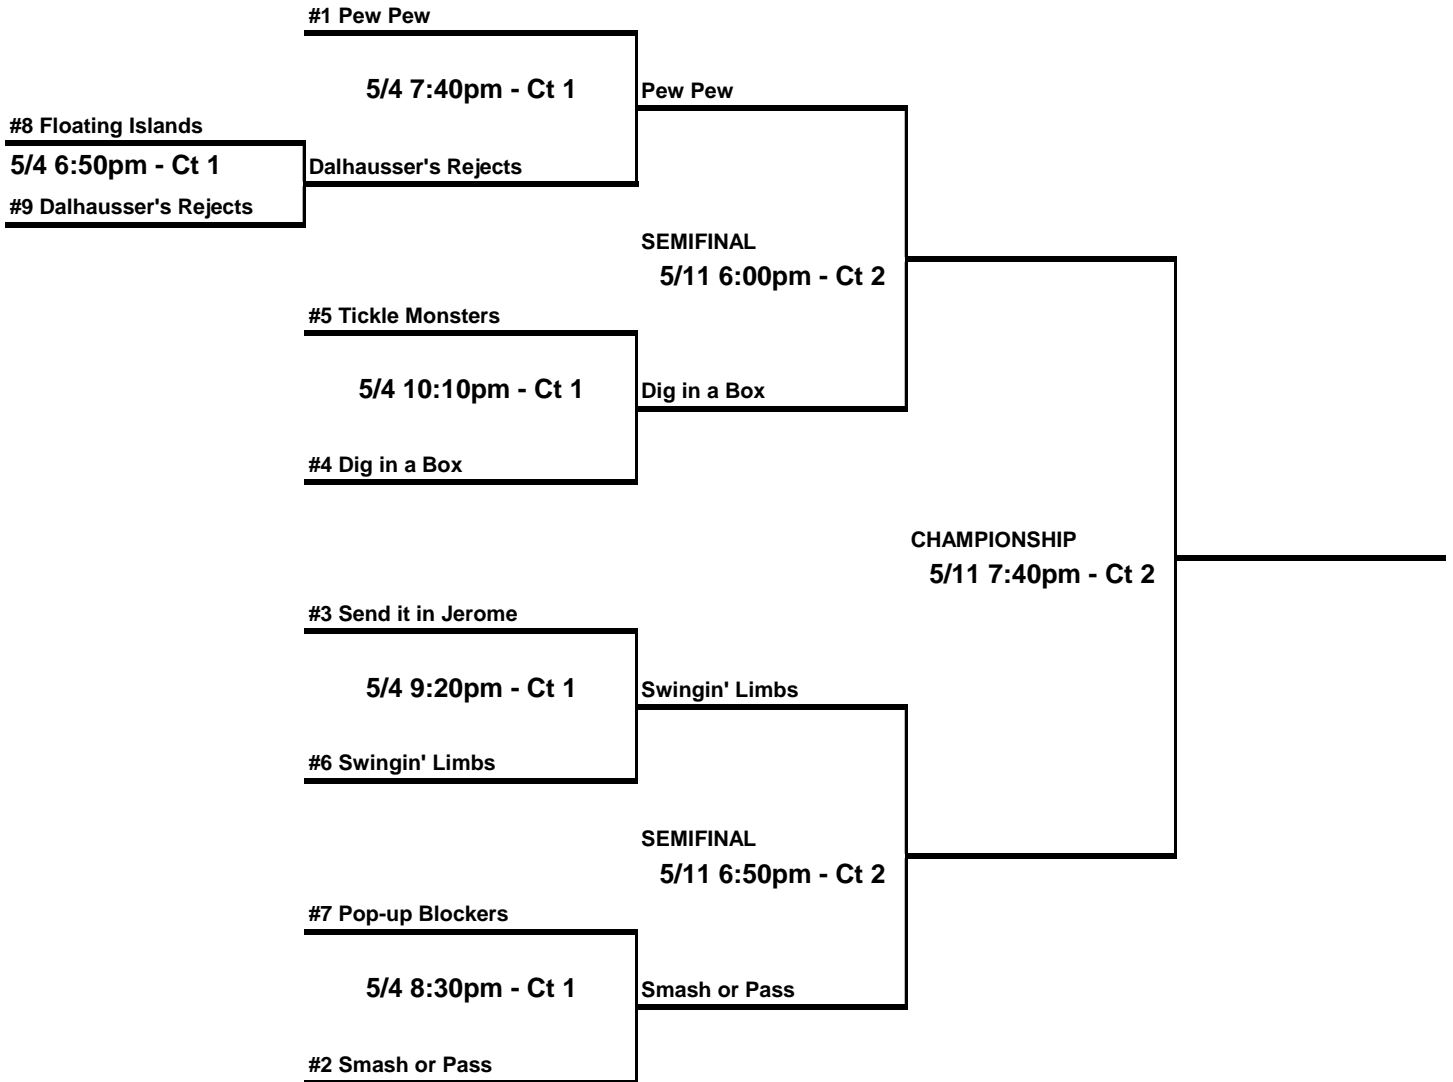 #1 Pew Pew
5/4 7:40pm - Ct 1
Pew Pew
#8 Floating Islands
5/4 6:50pm - Ct 1
Dalhausser's Rejects
#9 Dalhausser's Rejects
SEMIFINAL
5/11 6:00pm - Ct 2
#5 Tickle Monsters
5/4 10:10pm - Ct 1
Dig in a Box
#4 Dig in a Box
CHAMPIONSHIP
5/11 7:40pm - Ct 2
#3 Send it in Jerome
5/4 9:20pm - Ct 1
Swingin' Limbs
#6 Swingin' Limbs
SEMIFINAL
5/11 6:50pm - Ct 2
#7 Pop-up Blockers
5/4 8:30pm - Ct 1
Smash or Pass
#2 Smash or Pass